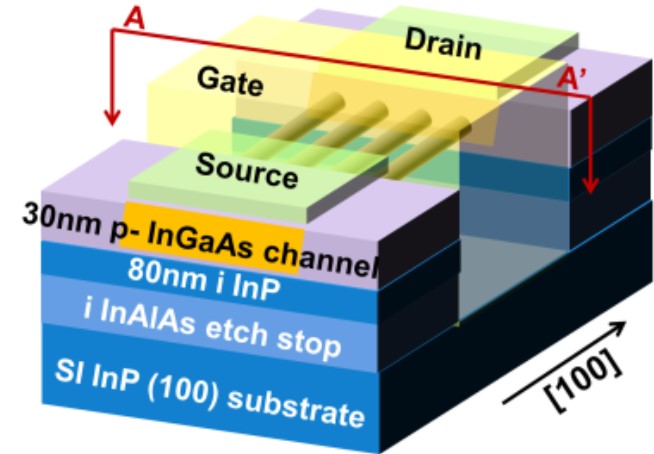 A
Drain
A'
Gate
Source
30nm p- InGaAs channel
80nm i InP
i InAlAs etch stop
SI InP (100) substrate
[100]